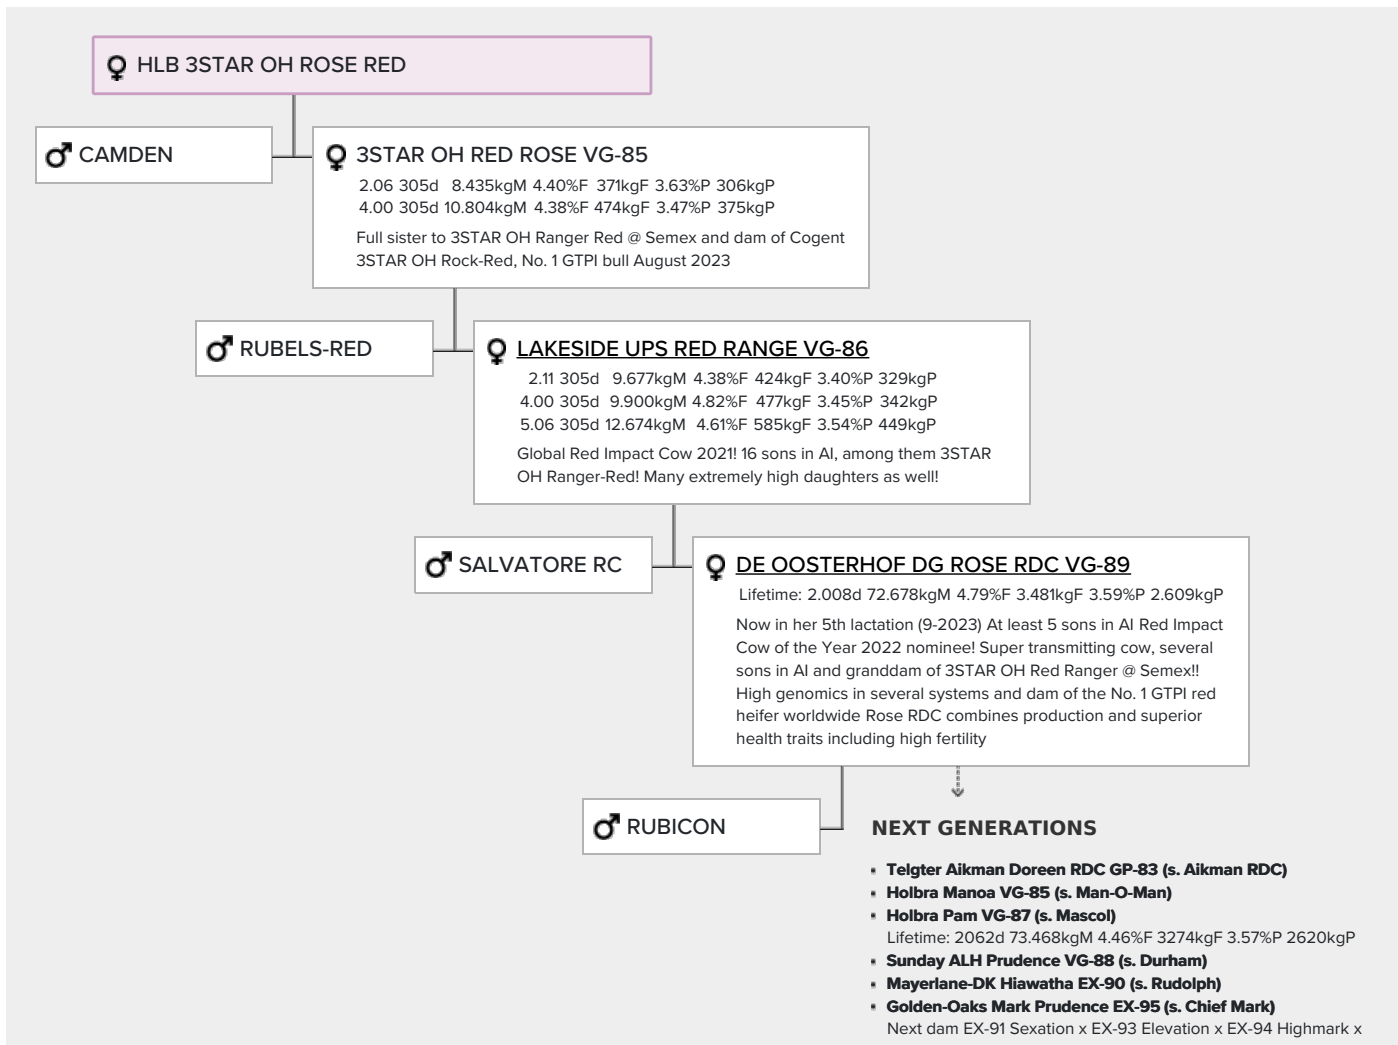 HLB 3STAR OH ROSE RED
CAMDEN
3STAR OH RED ROSE VG-85
2.06 305d 8.435kgM 4.40%F 371kgF 3.63%P 306kgP
4.00 305d 10.804kgM 4.38%F 474kgF 3.47%P 375kgP
Full sister to 3STAR OH Ranger Red @ Semex and dam of Cogent
3STAR OH Rock-Red, No. 1 GTPI bull August 2023
RUBELS-RED
LAKESIDE UPS RED RANGE VG-86
2.11 305d 9.677kgM 4.38%F 424kgF 3.40%P 329kgP
4.00 305d 9.900kgM 4.82%F 477kgF 3.45%P 342kgP
5.06 305d 12.674kgM 4.61%F 585kgF 3.54%P 449kgP
Global Red Impact Cow 2021! 16 sons in AI, among them 3STAR
OH Ranger-Red! Many extremely high daughters as well!
SALVATORE RC
DE OOSTERHOF DG ROSE RDC VG-89
Lifetime: 2.008d 72.678kgM 4.79%F 3.481kgF 3.59%P 2.609kgP
Now in her 5th lactation (9-2023) At least 5 sons in AI Red Impact
Cow of the Year 2022 nominee! Super transmitting cow, several
sons in AI and granddam of 3STAR OH Red Ranger @ Semex!!
High genomics in several systems and dam of the No. 1 GTPI red
heifer worldwide Rose RDC combines production and superior
health traits including high fertility
RUBICON
NEXT GENERATIONS
Telgter Aikman Doreen RDC GP-83 (s. Aikman RDC)
Holbra Manoa VG-85 (s. Man-O-Man)
Holbra Pam VG-87 (s. Mascol)
Lifetime: 2062d 73.468kgM 4.46%F 3274kgF 3.57%P 2620kgP
Sunday ALH Prudence VG-88 (s. Durham)
Mayerlane-DK Hiawatha EX-90 (s. Rudolph)
Golden-Oaks Mark Prudence EX-95 (s. Chief Mark)
Next dam EX-91 Sexation x EX-93 Elevation x EX-94 Highmark x